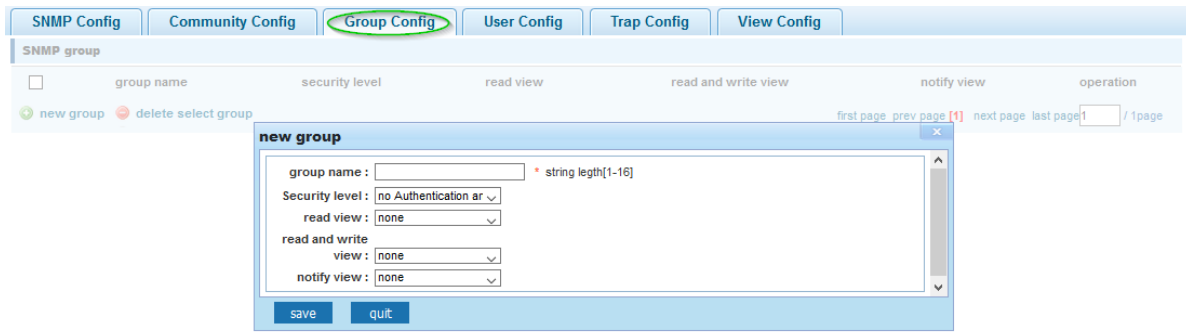 SNMP Config Community Config Group Config User Config Trap Config View Config
SNMP group
group name security level read view read and write view notify view operation
new group delete select group first page prev page [1] next page last page 1 / 1page
new group
group name : * string legth[1-16]
Security level : no Authentication ar
read view : none
read and write
view : none
notify view : none
save quit